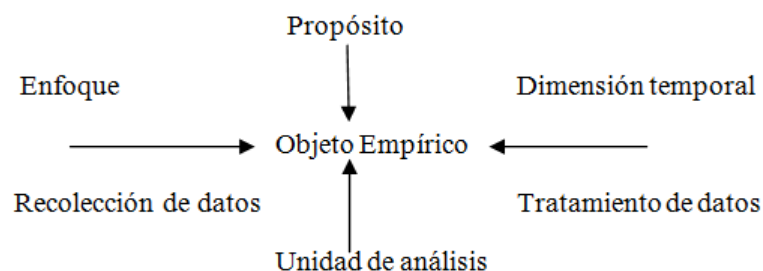 Propósito
Enfoque
Dimensión temporal
Objeto Empírico
Recolección de datos
Tratamiento de datos
Unidad de análisis